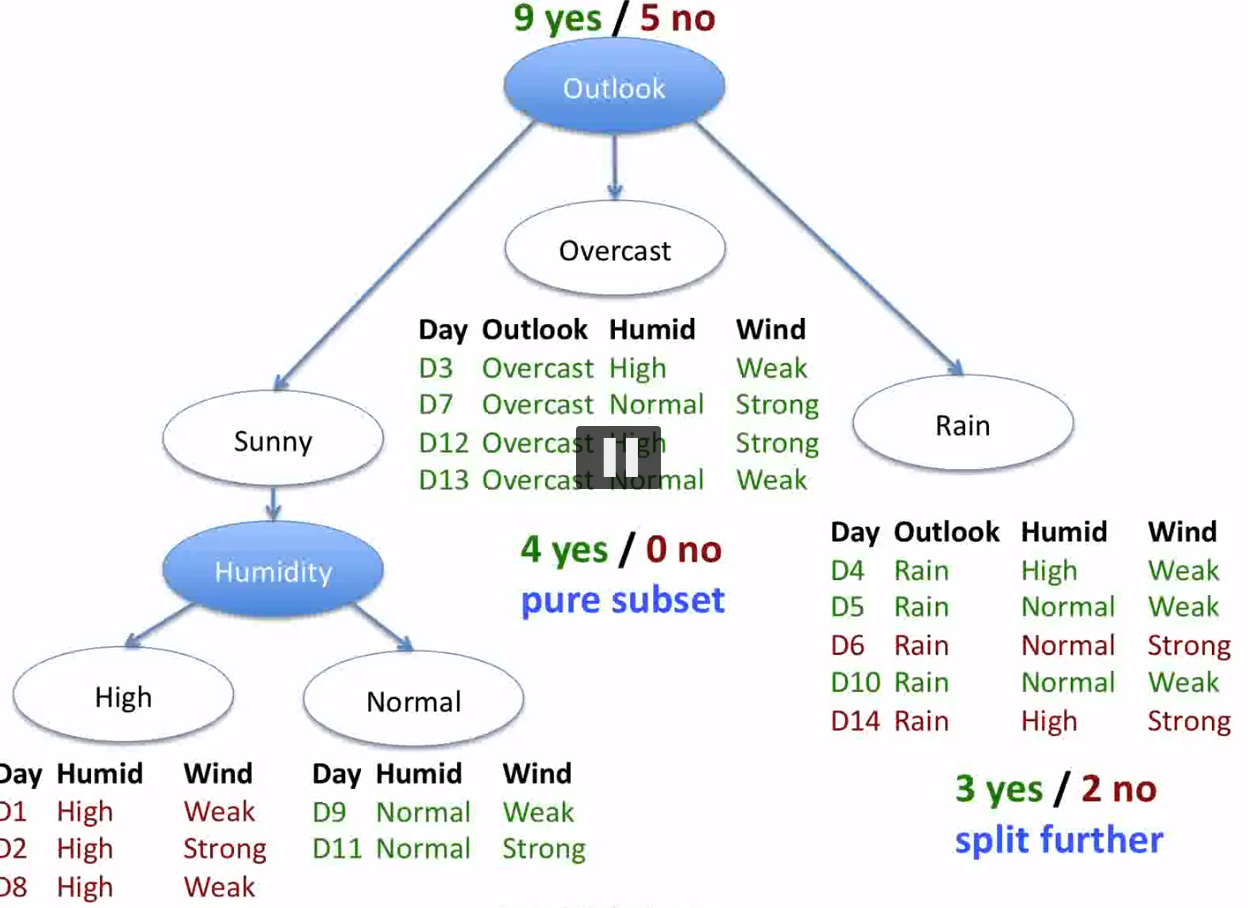 9 yes / 5 no
Outlook
Overcast
Day Outlook Humid Wind
D3 Overcast High Weak
D7 Overcast Normal Strong
D12 Overcast High Strong
D13 Overcast Normal Weak
4 yes / 0 no
pure subset
Sunny
Humidity
High
Day Humid Wind
D1 High Weak
D2 High Strong
D8 High Weak
Normal
Day Humid Wind
D9 Normal Weak
D11 Normal Strong
Rain
Day Outlook Humid Wind
D4 Rain High Weak
D5 Rain Normal Weak
D6 Rain Normal Strong
D10 Rain Normal Weak
D14 Rain High Strong
3 yes / 2 no
split further